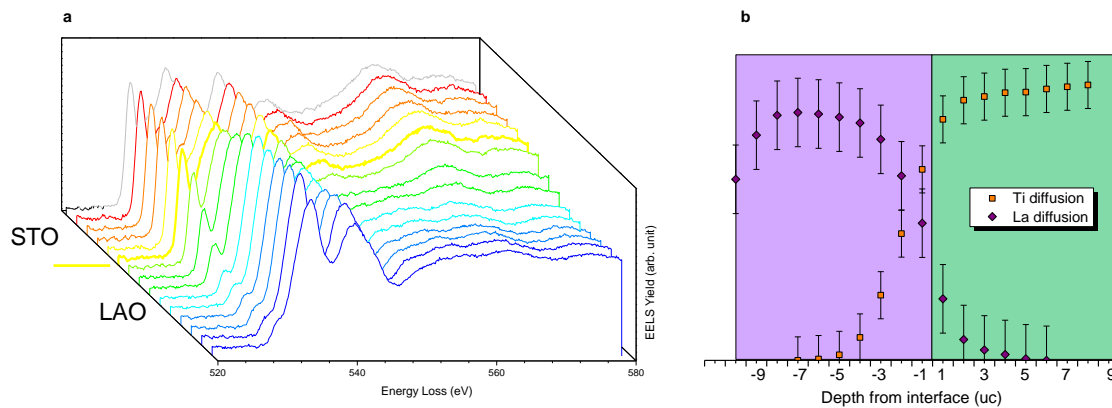 a
STO
LAO
520
540
560
580
Energy Loss (eV)
EELS Yield (arb. unit)
b
Ti diffusion
La diffusion
-9 -7 -5 -3 -1 1 3 5 7 9
Depth from interface (uc)